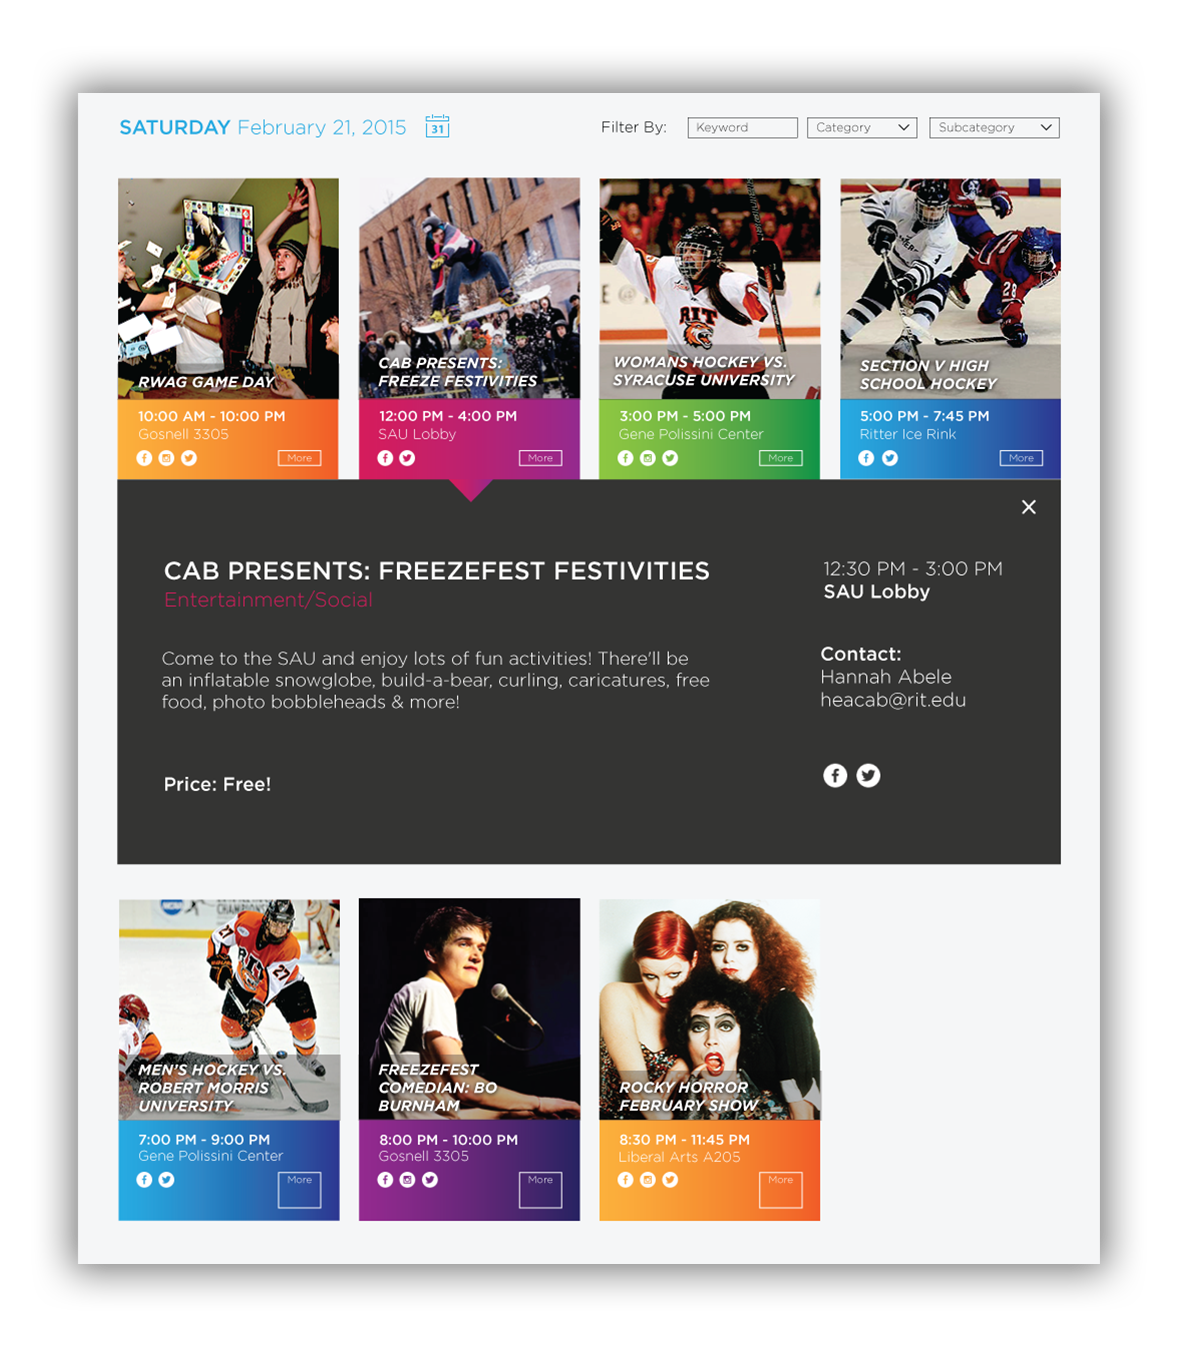 SATURDAY February 21, 2015
31
Filter By:
Keyword
Category
Subcategory
RWAG GAME DAY
10:00 AM - 10:00 PM
Gosnell 3305
More
CAB PRESENTS:
FREEZE FESTIVITIES
12:00 PM - 4:00 PM
SAU Lobby
More
RIT
WOMANS HOCKEY VS.
SYRACUSE UNIVERSITY
3:00 PM - 5:00 PM
Gene Polissini Center
More
28
SECTION V HIGH
SCHOOL HOCKEY
5:00 PM - 7:45 PM
Ritter Ice Rink
More
CAB PRESENTS: FREEZEFEST FESTIVITIES
Entertainment/Social
Come to the SAU and enjoy lots of fun activities! There'll be
an inflatable snowglobe, build-a-bear, curling, caricatures, free
food, photo bobbleheads & more!
Price: Free!
12:30 PM - 3:00 PM
SAU Lobby
Contact:
Hannah Abele
heacab@rit.edu
27
RIT
27
MEN'S HOCKEY VS.
ROBERT MORRIS
UNIVERSITY
7:00 PM - 9:00 PM
Gene Polissini Center
More
FREEZEFEST
COMEDIAN: BO
BURNHAM
8:00 PM - 10:00 PM
Gosnell 3305
More
ROCKY HORROR
FEBRUARY SHOW
8:30 PM - 11:45 PM
Liberal Arts A205
More